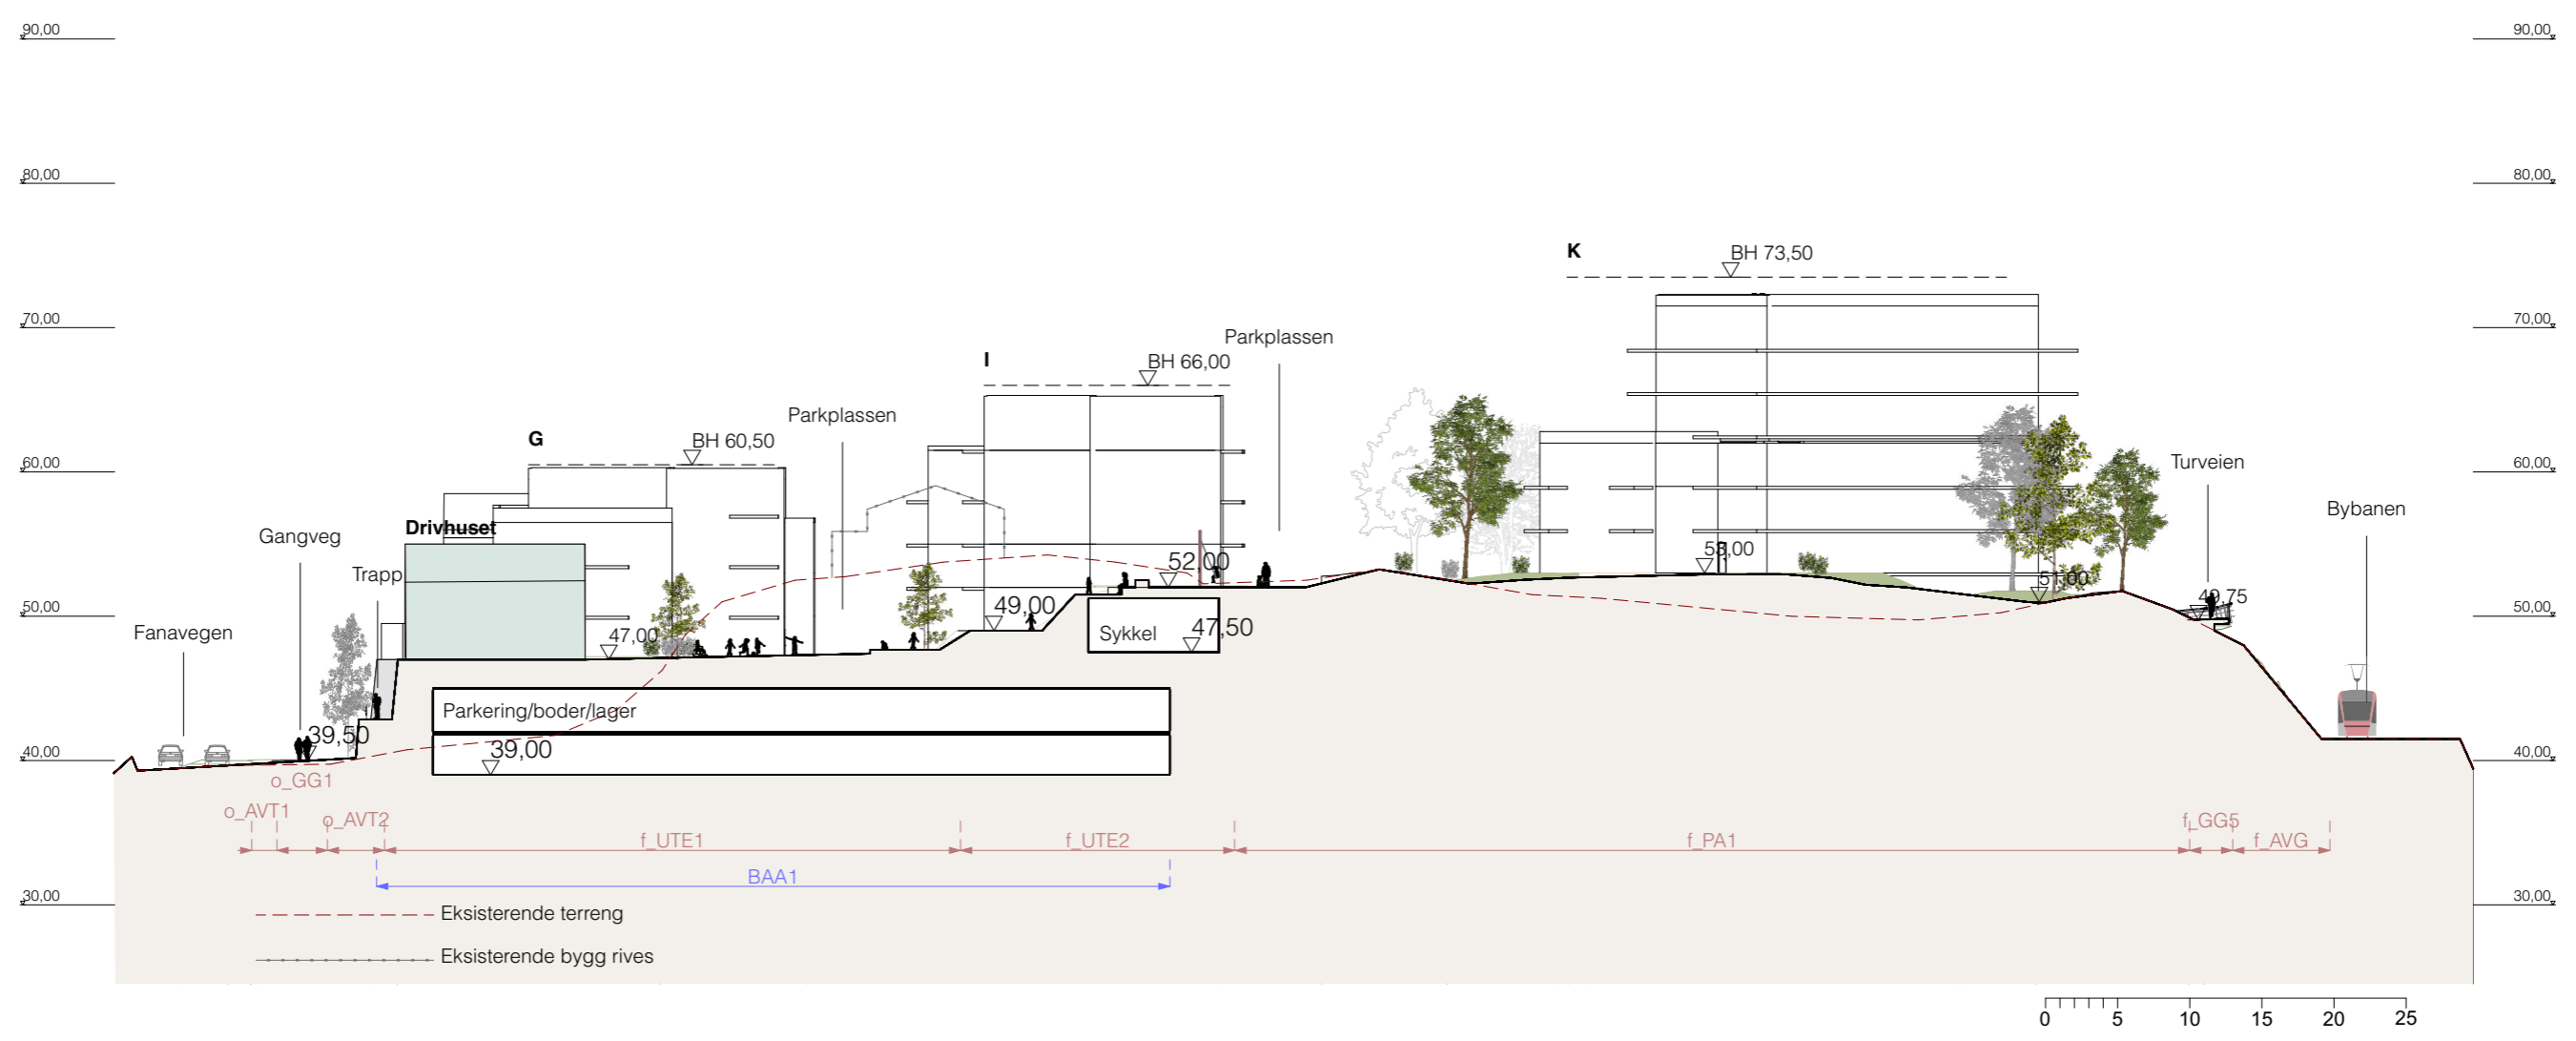 90,00
90,00
80,00
80,00
K
BH 73,50
70,00
70,00
Parkplassen
I
BH 66,00
Parkplassen
G
BH 60,50
60,00
60,00
Turveien
Bybanen
Drivhuset
Gangveg
Trapp
52,00
53,00
51,00
49,75
50,00
50,00
49,00
Fanavegen
47,00
Sykkel
47,50
Parkering/boder/lager
39,50
39,00
40,00
40,00
o_GG1
o_AVT1
o_AVT2
f_UTE1
f_UTE2
f_PA1
f_GG5
f_AVG
BAA1
30,00
30,00
Eksisterende terreng
Eksisterende bygg rives
0 5 10 15 20 25